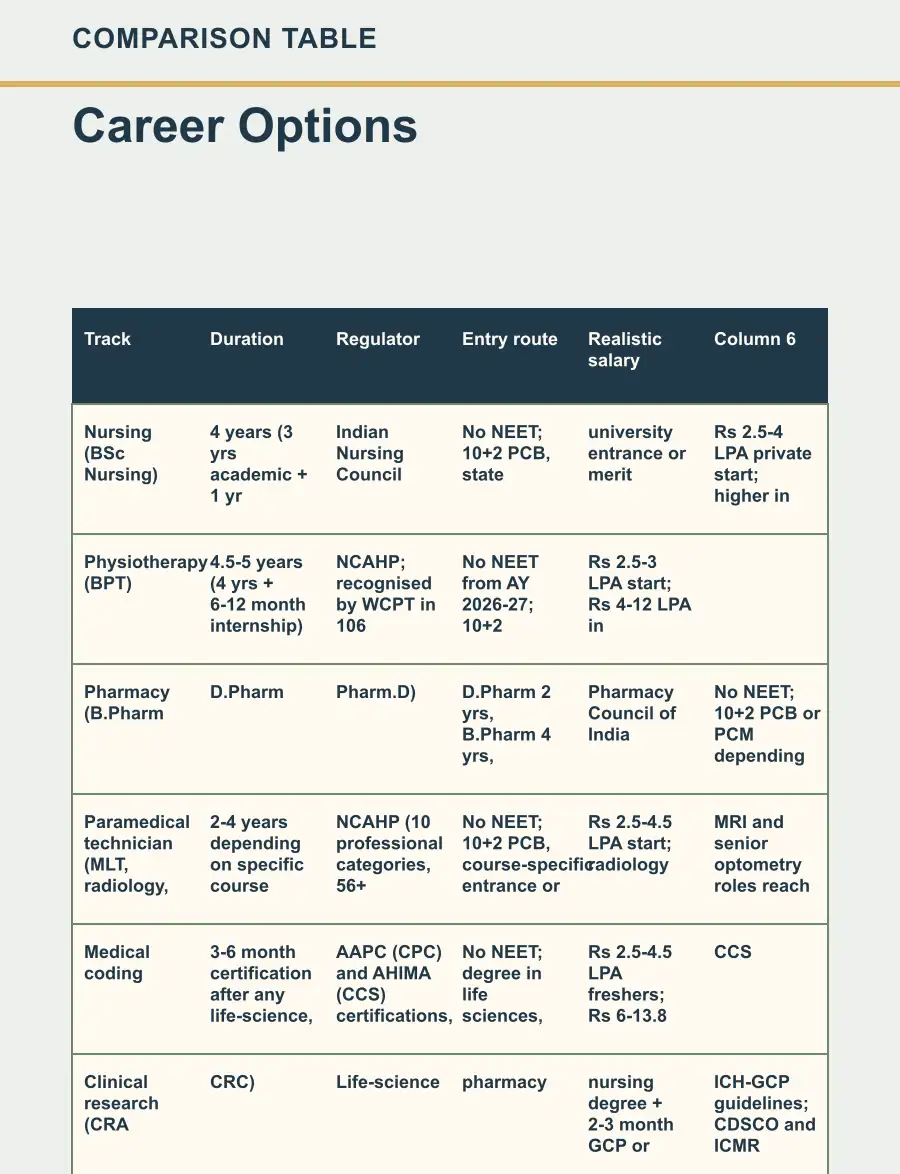 COMPARISON TABLE
Career Options
Track Duration Regulator Entry route Realistic salary Column 6
Nursing (BSc Nursing) 4 years (3 yrs academic + 1 yr Indian Nursing Council No NEET; 10+2 PCB, state university entrance or merit Rs 2.5-4 LPA private start; higher in
Physiotherapy (BPT) 4.5-5 years (4 yrs + 6-12 month internship) NCAHP; recognised by WCPT in 106 No NEET from AY 2026-27; 10+2 Rs 2.5-3 LPA start; Rs 4-12 LPA in
Pharmacy (B.Pharm D.Pharm Pharm.D) D.Pharm 2 yrs, B.Pharm 4 yrs, Pharmacy Council of India No NEET; 10+2 PCB or PCM depending
Paramedical technician (MLT, radiology, 2-4 years depending on specific course NCAHP (10 professional categories, 56+ No NEET; 10+2 PCB, course-specific entrance or Rs 2.5-4.5 LPA start; radiology MRI and senior optometry roles reach
Medical coding 3-6 month certification after any life-science, AAPC (CPC) and AHIMA (CCS) certifications, No NEET; degree in life sciences, Rs 2.5-4.5 LPA freshers; Rs 6-13.8 CCS
Clinical research (CRA CRC) Life-science pharmacy nursing degree + 2-3 month GCP or ICH-GCP guidelines; CDSCO and ICMR